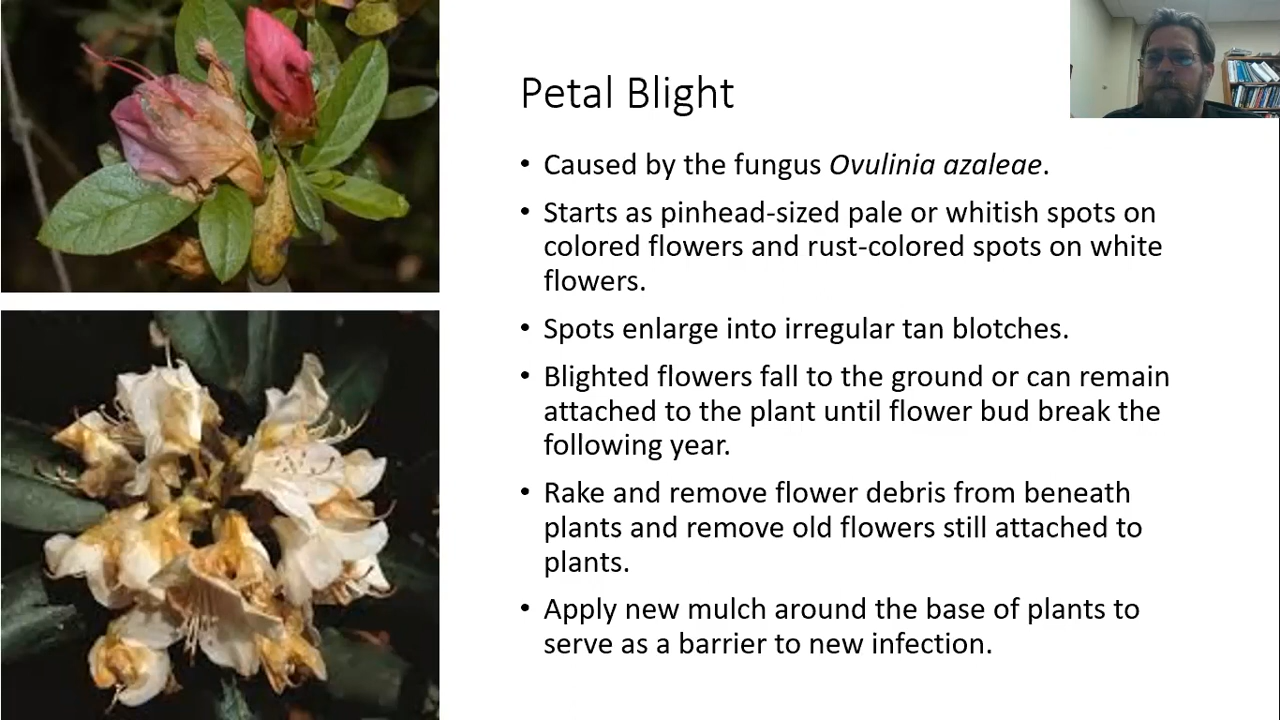 Petal Blight
• Caused by the fungus Ovulinia azaleae.
• Starts as pinhead-sized pale or whitish spots on
colored flowers and rust-colored spots on white
flowers.
• Spots enlarge into irregular tan blotches.
• Blighted flowers fall to the ground or can remain
attached to the plant until flower bud break the
following year.
• Rake and remove flower debris from beneath
plants and remove old flowers still attached to
plants.
• Apply new mulch around the base of plants to
serve as a barrier to new infection.